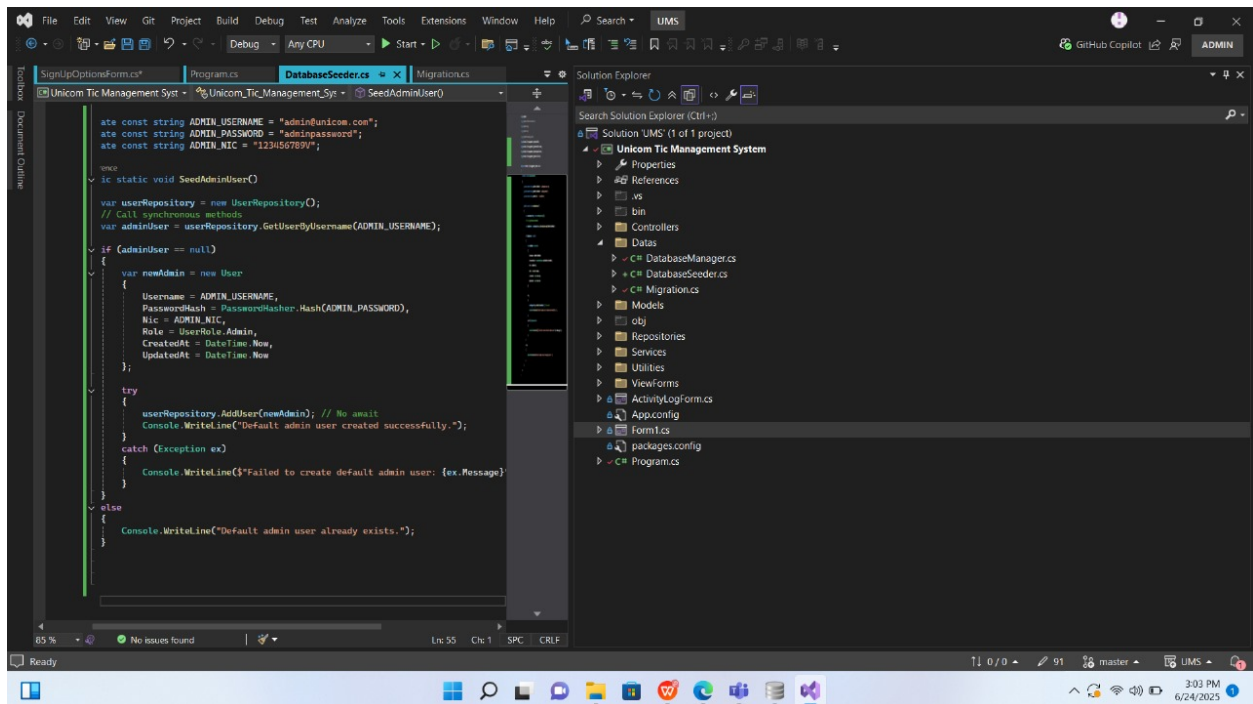 File Edit View Git Project Build Debug Test Analyze Tools Extensions Window Help Search UMS
Debug Any CPU Start GitHub Copilot ADMIN
Toolbox
Document Outline
SignUpOptionsForm.cs* Program.cs DatabaseSeeder.cs Migration.cs
Unicom Tic Management Syst Unicom_Tic_Management_Sys SeedAdminUser()
ate const string ADMIN_USERNAME = "admin@unicom.com";
ate const string ADMIN_PASSWORD = "adminpassword";
ate const string ADMIN_NIC = "123456789V";
ence
ic static void SeedAdminUser()
var userRepository = new UserRepository();
// Call synchronous methods
var adminUser = userRepository.GetUserByUsername(ADMIN_USERNAME);
if (adminUser == null)
{
var newAdmin = new User
{
Username = ADMIN_USERNAME,
PasswordHash = PasswordHasher.Hash(ADMIN_PASSWORD),
Nic = ADMIN_NIC,
Role = UserRole.Admin,
CreatedAt = DateTime.Now,
UpdatedAt = DateTime.Now
};
try
{
userRepository.AddUser(newAdmin); // No await
Console.WriteLine("Default admin user created successfully.");
}
catch (Exception ex)
{
Console.WriteLine($"Failed to create default admin user: {ex.Message}"
}
}
else
{
Console.WriteLine("Default admin user already exists.");
}
85 % No issues found Ln: 55 Ch: 1 SPC CRLF
Solution Explorer
Search Solution Explorer (Ctrl+;)
Solution 'UMS' (1 of 1 project)
Unicom Tic Management System
Properties
References
.vs
bin
Controllers
Datas
C# DatabaseManager.cs
+ C# DatabaseSeeder.cs
C# Migration.cs
Models
obj
Repositories
Services
Utilities
ViewForms
ActivityLogForm.cs
App.config
Form1.cs
packages.config
C# Program.cs
Ready 0 / 0 91 master UMS 1
3:03 PM
6/24/2025 1